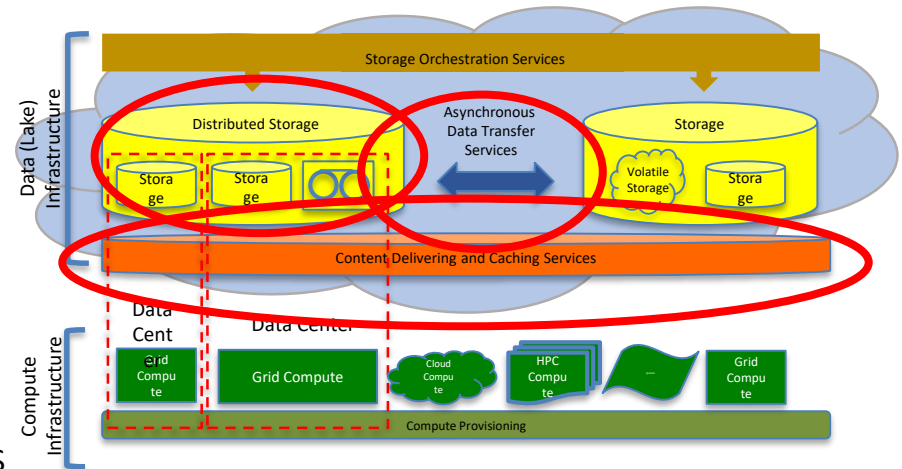 Storage Orchestration Services
Data (Lake)
Infrastructure
Distributed Storage
Asynchronous
Data Transfer
Services
Storage
Stora
ge
Stora
ge
Volatile
Storage
Stora
ge
Content Delivering and Caching Services
Data
Cent
er
Data Center
Compute
Infrastructure
Grid
Compu
te
Grid Compute
Cloud
Compu
te
HPC
Compu
te
Grid
Compu
te
Compute Provisioning
s